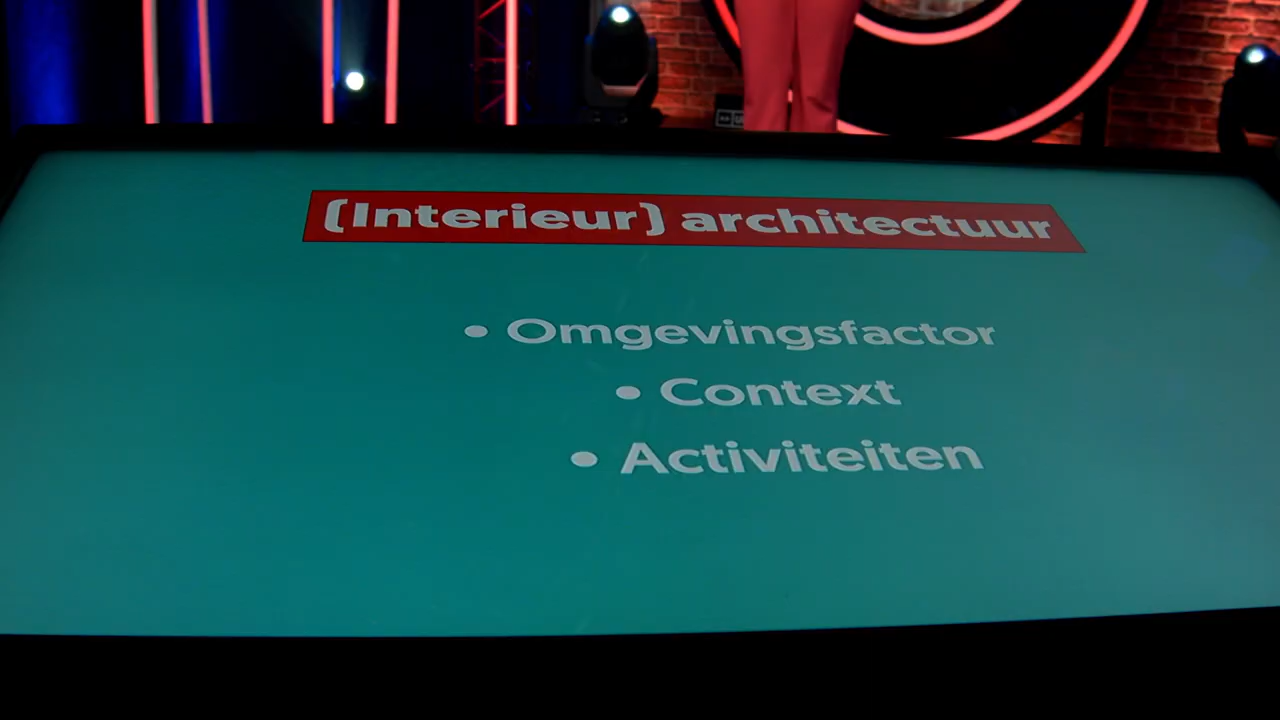 (Interieur) architectuur
• Omgevingsfactor
• Context
• Activiteiten